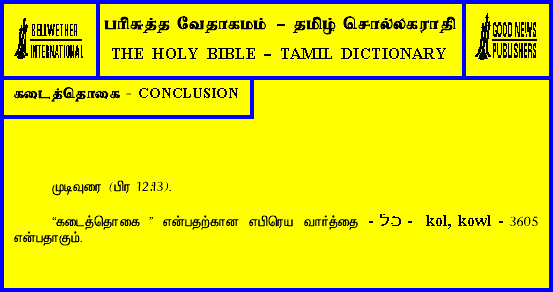 BELLWETHER
INTERNATIONAL
பரிசுத்த வேதாகமம் – தமிழ் சொல்லகராதி
THE HOLY BIBLE – TAMIL DICTIONARY
GOOD NEWS
PUBLISHERS
கடைத்தொகை - CONCLUSION
முடிவுரை (பிர 12:13).
“கடைத்தொகை ” என்பதற்கான எபிரெய வார்த்தை - כֹּל - kol, kowl - 3605
என்பதாகும்.